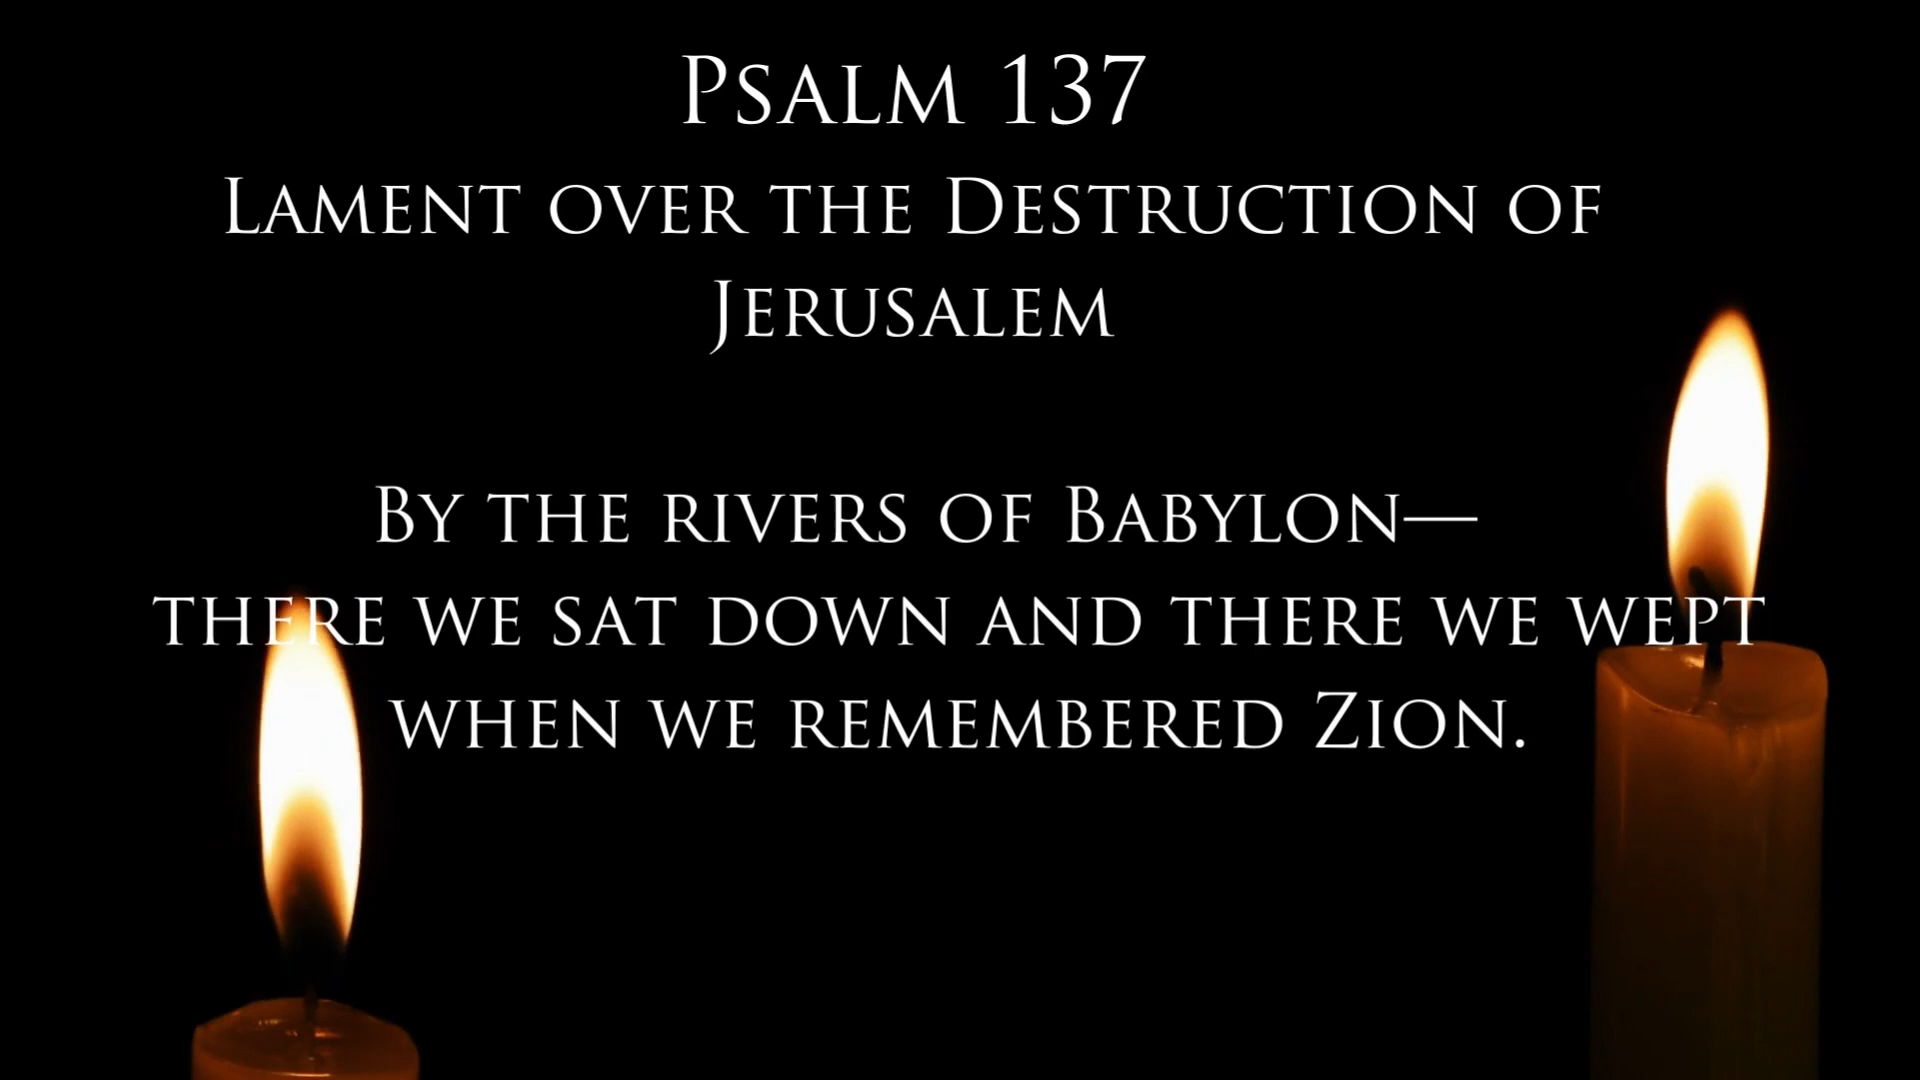 Psalm 137
Lament over the Destruction of
Jerusalem
By the rivers of Babylon—
there we sat down and there we wept
when we remembered Zion.